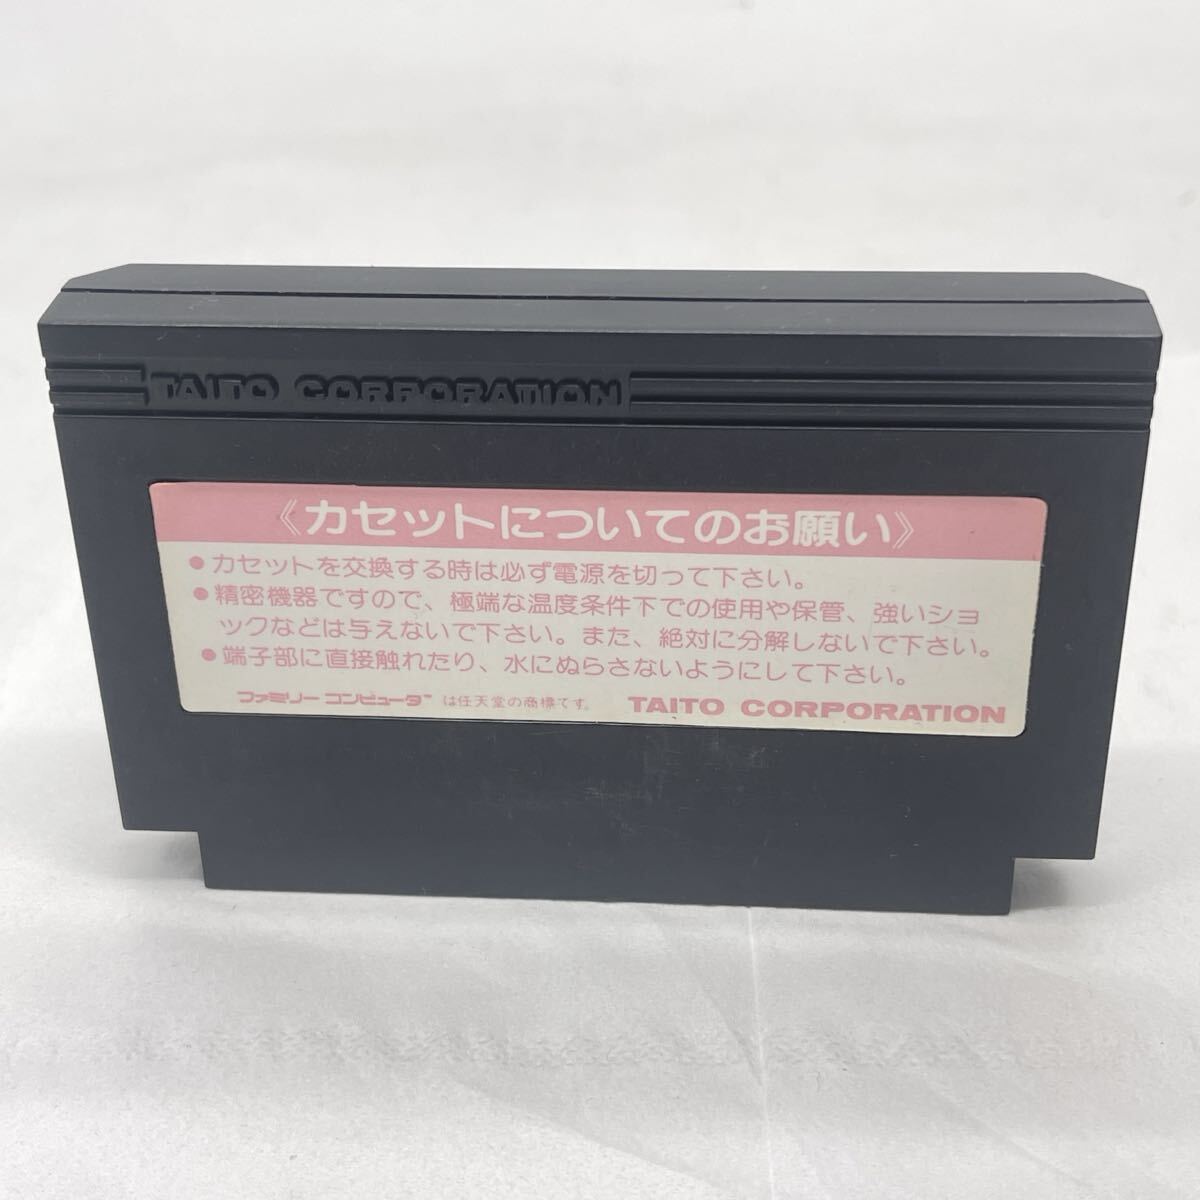 TAITO CORPORATION
《カセットについてのお願い》
●カセットを交換する時は必ず電源を切って下さい。
●精密機器ですので、極端な温度条件下での使用や保管、強いショ
ックなどは与えないで下さい。また、絶対に分解しないで下さい。
●端子部に直接触れたり、水にぬらさないようにして下さい。
ファミリーコンピュータ™は任天堂の商標です。 TAITO CORPORATION